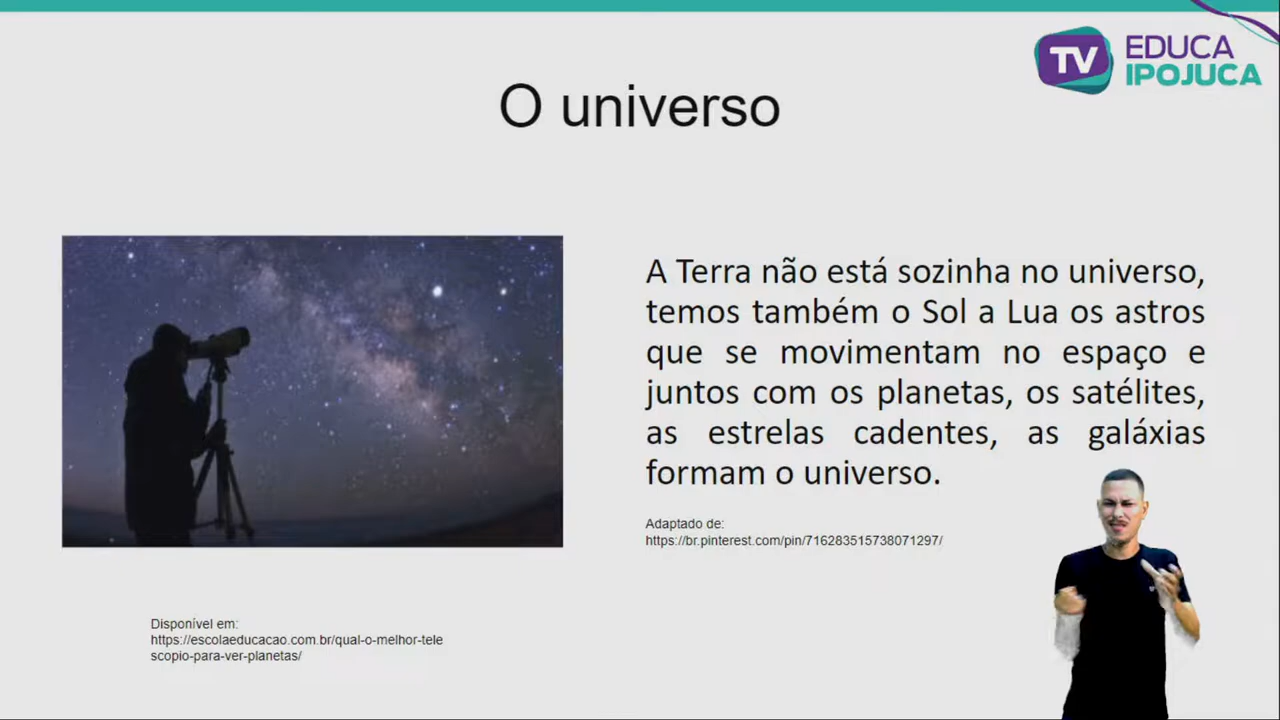 TV EDUCA
IPOJUCA
O universo
A Terra não está sozinha no universo,
temos também o Sol a Lua os astros
que se movimentam no espaço e
juntos com os planetas, os satélites,
as estrelas cadentes, as galáxias
formam o universo.
Adaptado de:
https://br.pinterest.com/pin/716283515738071297/
Disponível em:
https://escolaeducacao.com.br/qual-o-melhor-tele
scopio-para-ver-planetas/